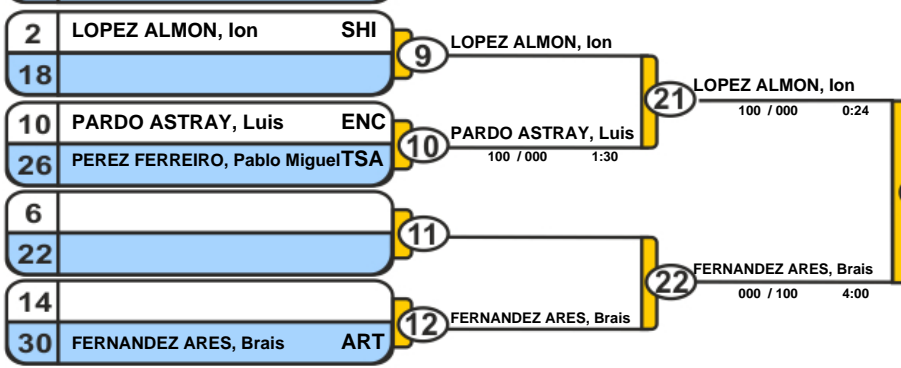 2 LOPEZ ALMON, Ion SHI
18
9 LOPEZ ALMON, Ion
10 PARDO ASTRAY, Luis ENC
26 PEREZ FERREIRO, Pablo Miguel TSA
10 PARDO ASTRAY, Luis
100 / 000 1:30
21 LOPEZ ALMON, Ion
100 / 000 0:24
6
22
11
14
30 FERNANDEZ ARES, Brais ART
12 FERNANDEZ ARES, Brais
22 FERNANDEZ ARES, Brais
000 / 100 4:00